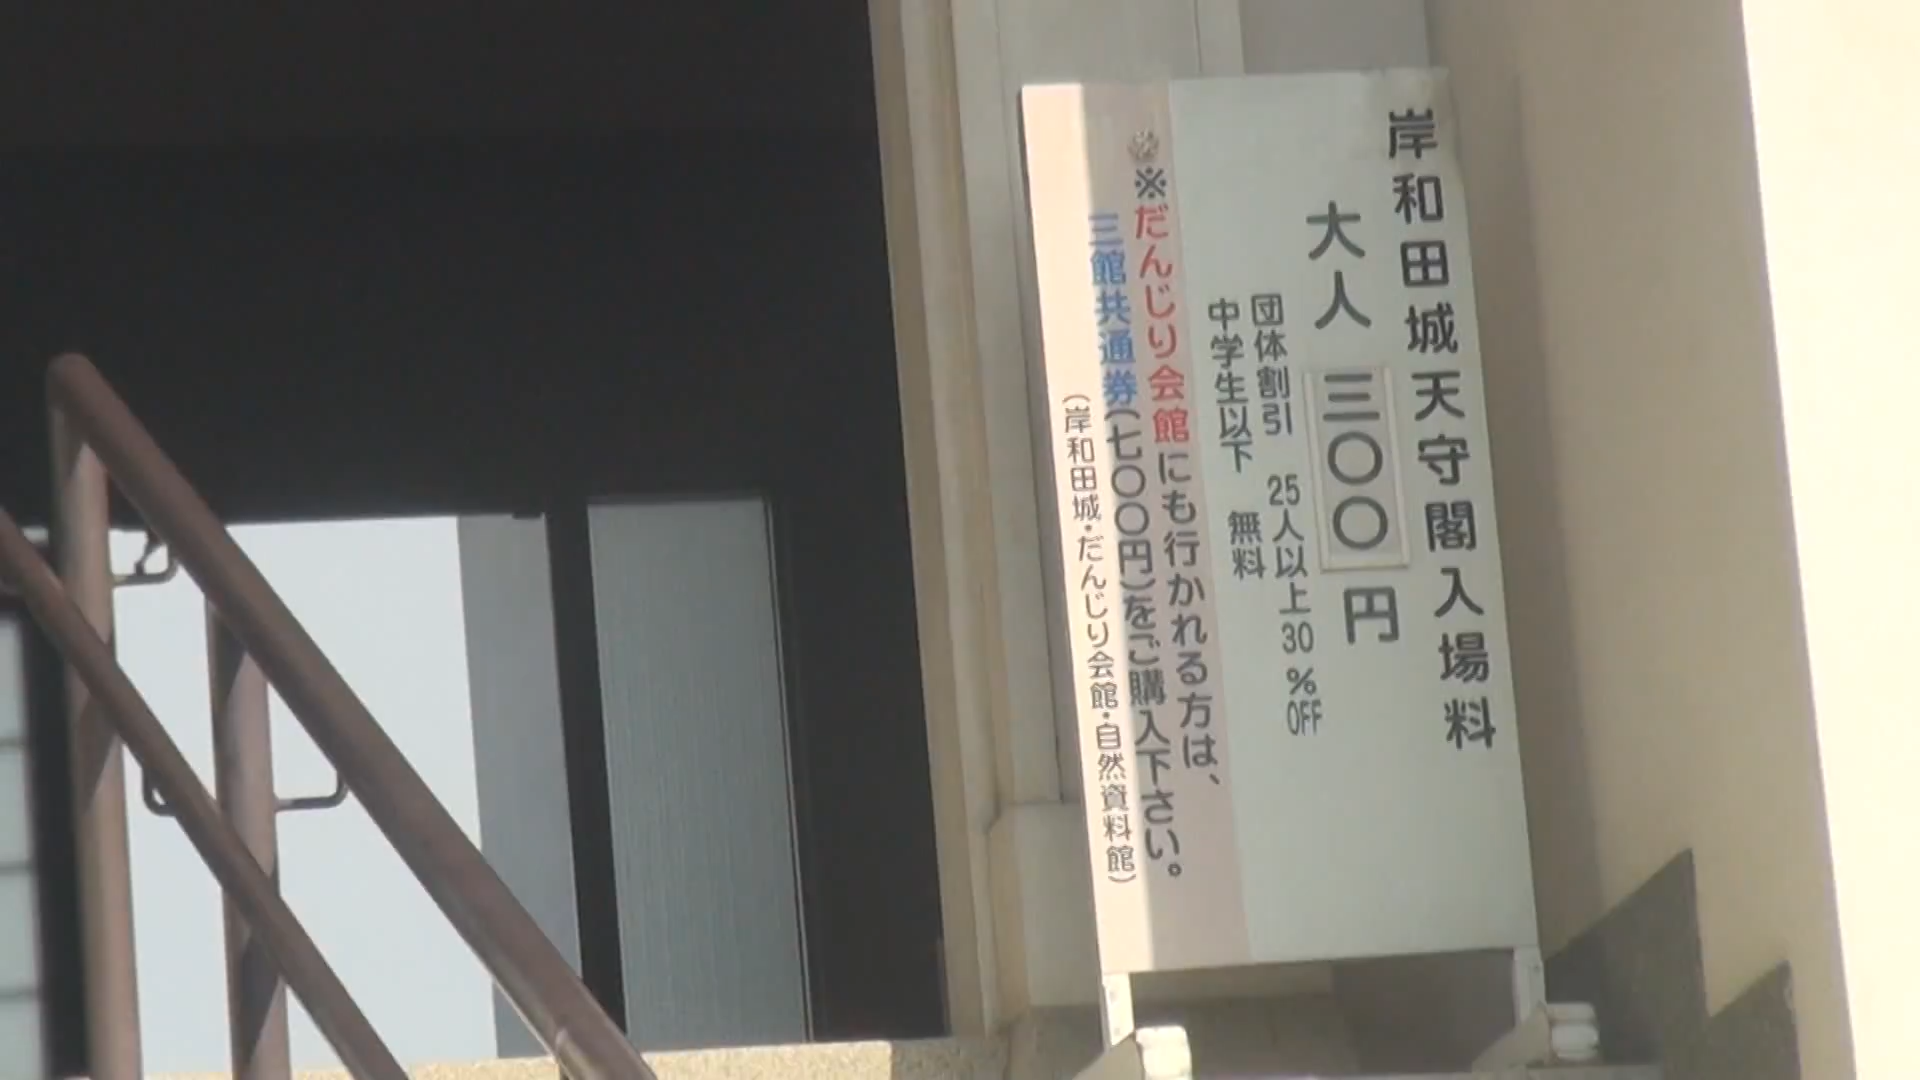 岸和田城天守閣入場料
大人 三〇〇円
団体割引 25人以上30%OFF
中学生以下 無料
※だんじり会館にも行かれる方は、
三館共通券(七〇〇円)をご購入下さい。
(岸和田城・だんじり会館・自然資料館)